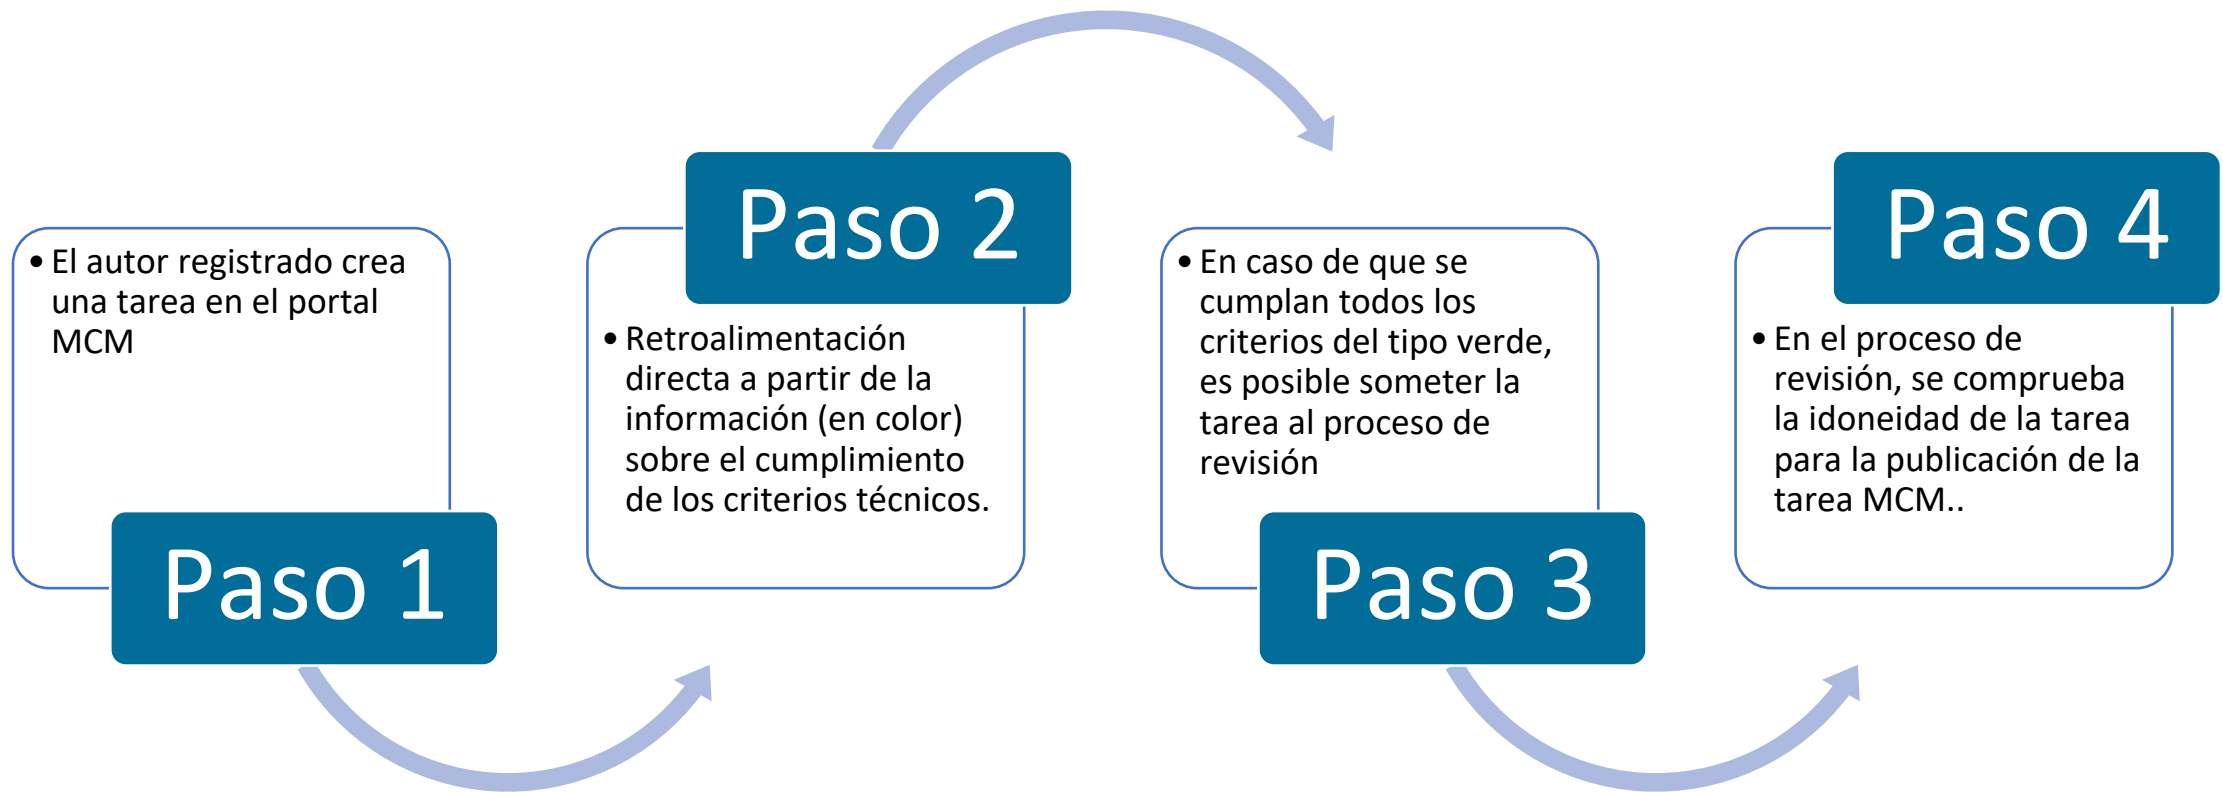 • El autor registrado crea
una tarea en el portal
MCM
Paso 1
Paso 2
• Retroalimentación
directa a partir de la
información (en color)
sobre el cumplimiento
de los criterios técnicos.
• En caso de que se
cumplan todos los
criterios del tipo verde,
es posible someter la
tarea al proceso de
revisión
Paso 3
Paso 4
• En el proceso de
revisión, se comprueba
la idoneidad de la tarea
para la publicación de la
tarea MCM..